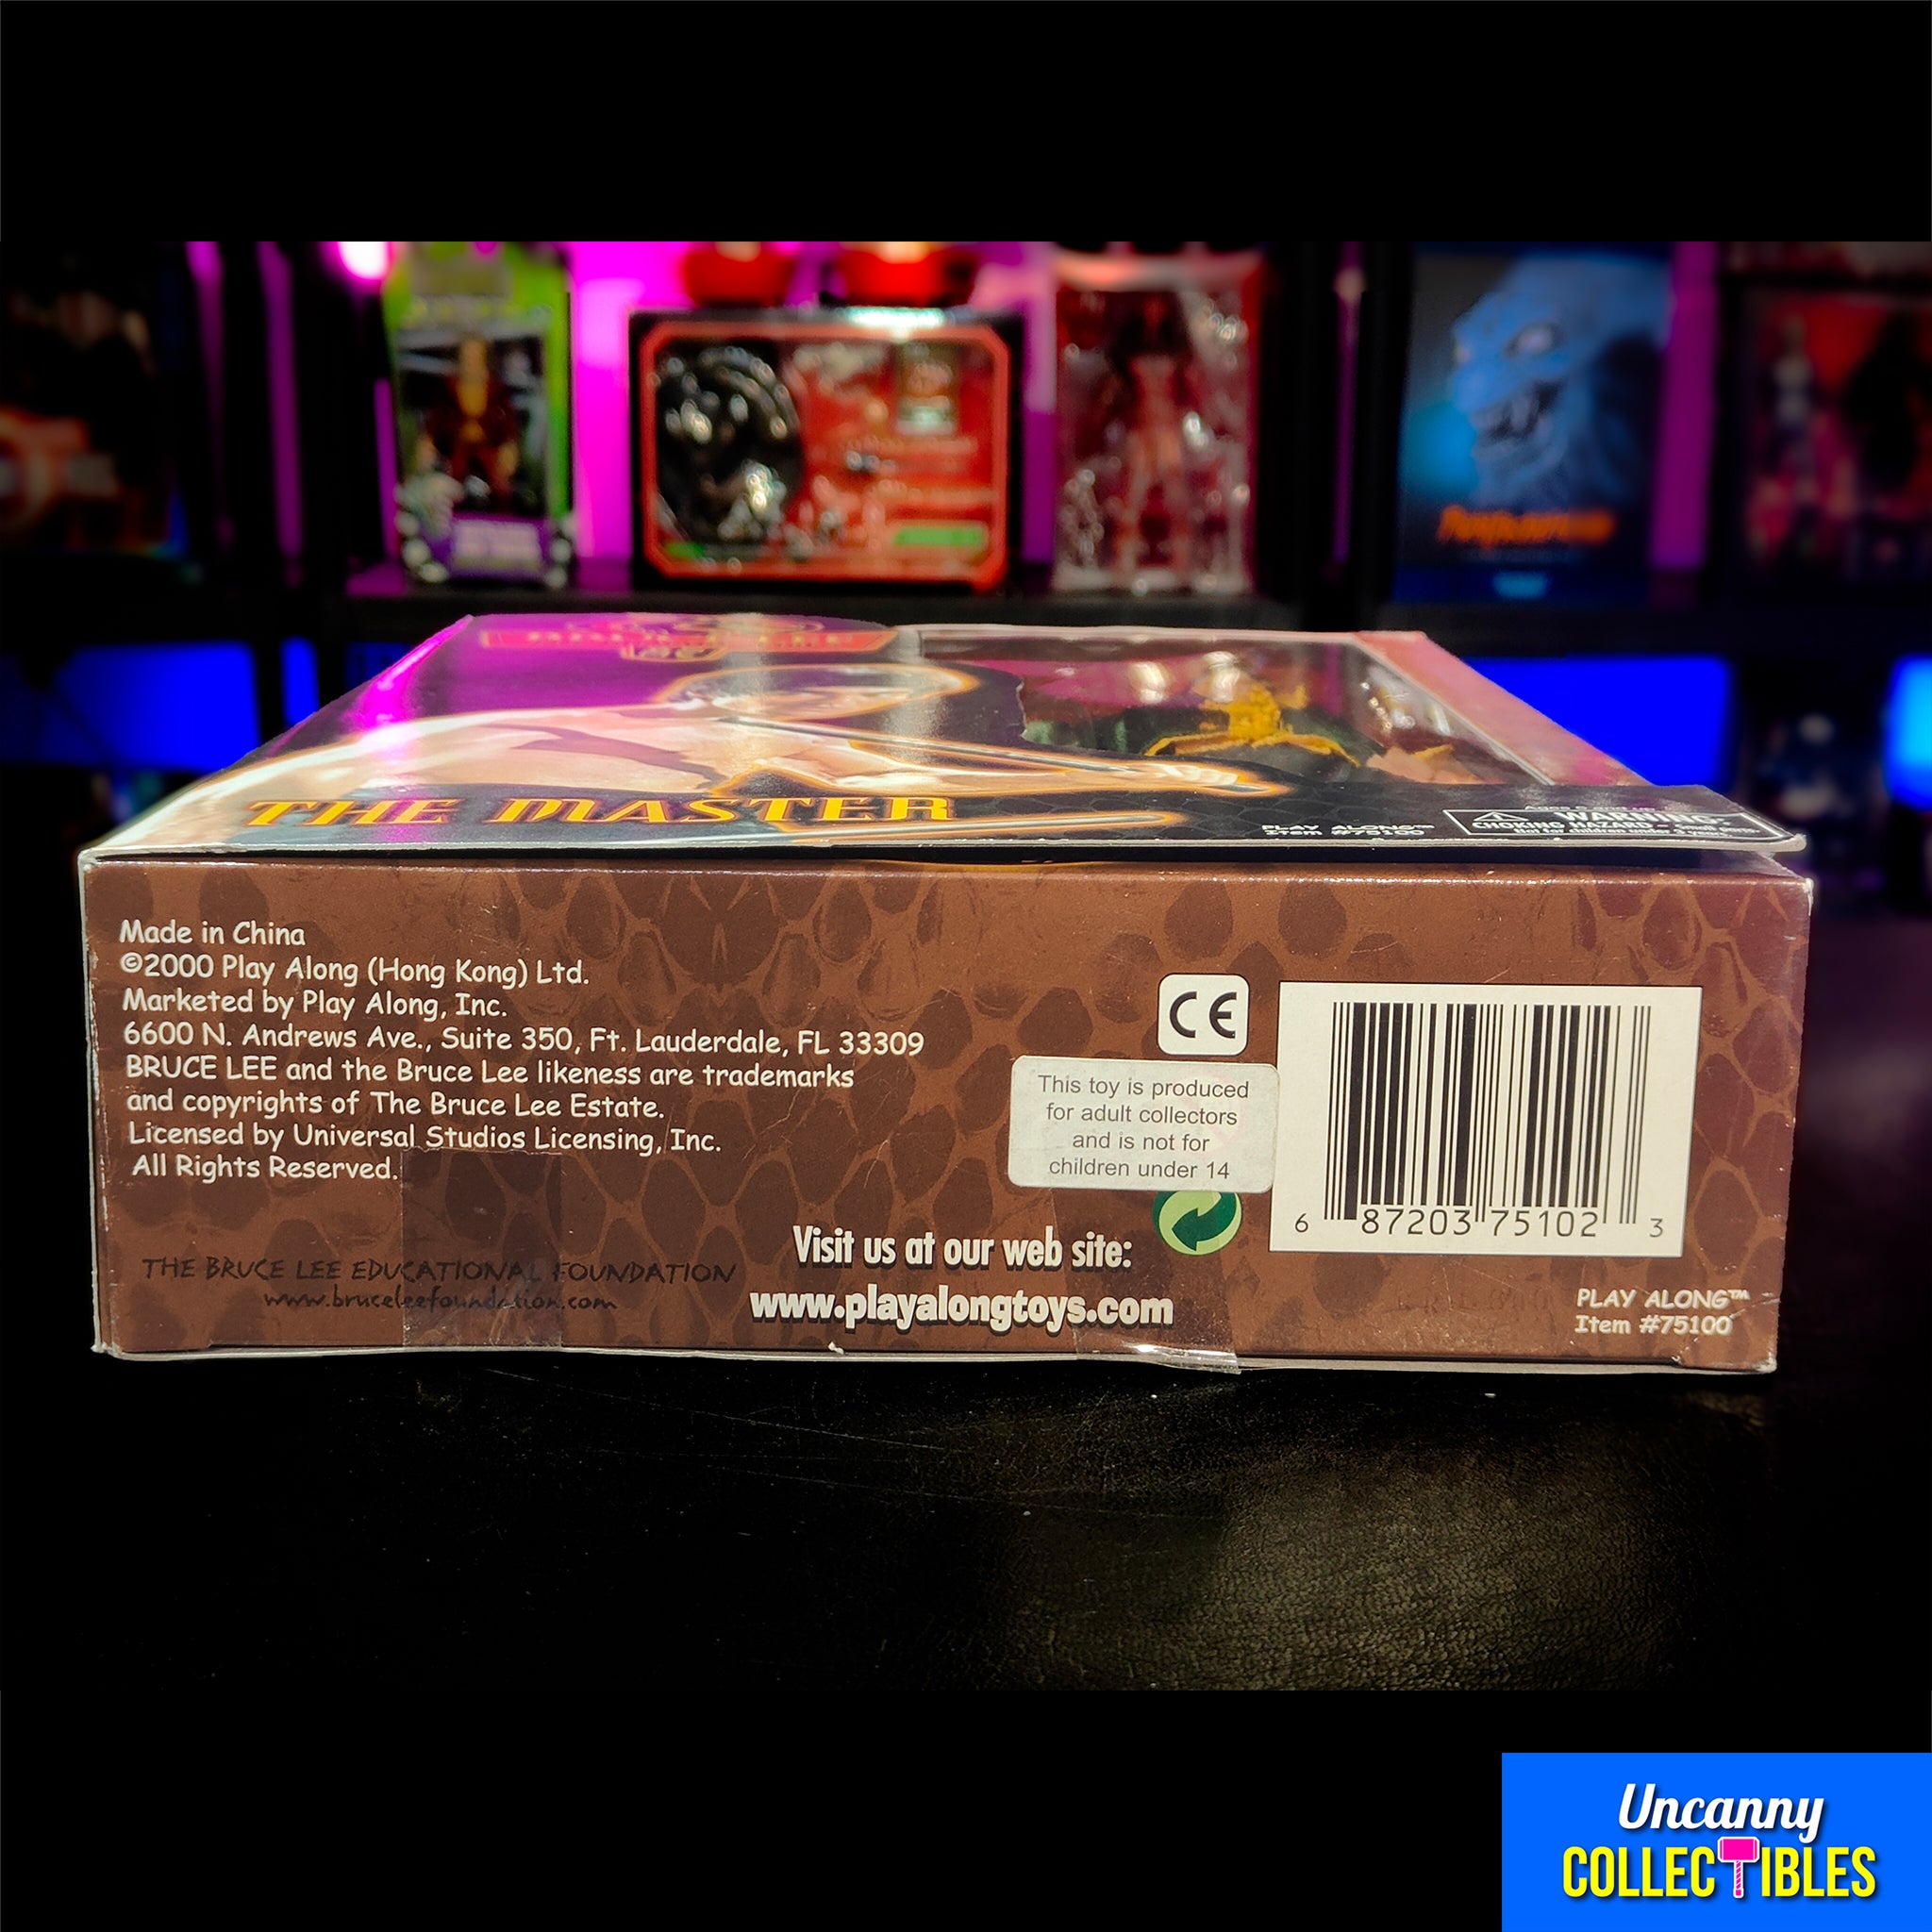 THE MASTER
PLAY ALONG™
Item #75100
WARNING:
CHOKING HAZARD - Small parts
Made in China
©2000 Play Along (Hong Kong) Ltd.
Marketed by Play Along, Inc.
6600 N. Andrews Ave., Suite 350, Ft. Lauderdale, FL 33309
BRUCE LEE and the Bruce Lee likeness are trademarks
and copyrights of The Bruce Lee Estate.
Licensed by Universal Studios Licensing, Inc.
All Rights Reserved.
THE BRUCE LEE EDUCATIONAL FOUNDATION
www.bruceleefoundation.com
Visit us at our web site:
www.playalongtoys.com
CE
This toy is produced
for adult collectors
and is not for
children under 14
6 87203 75102 3
PLAY ALONG™
Item #75100
Uncanny
COLLECTIBLES